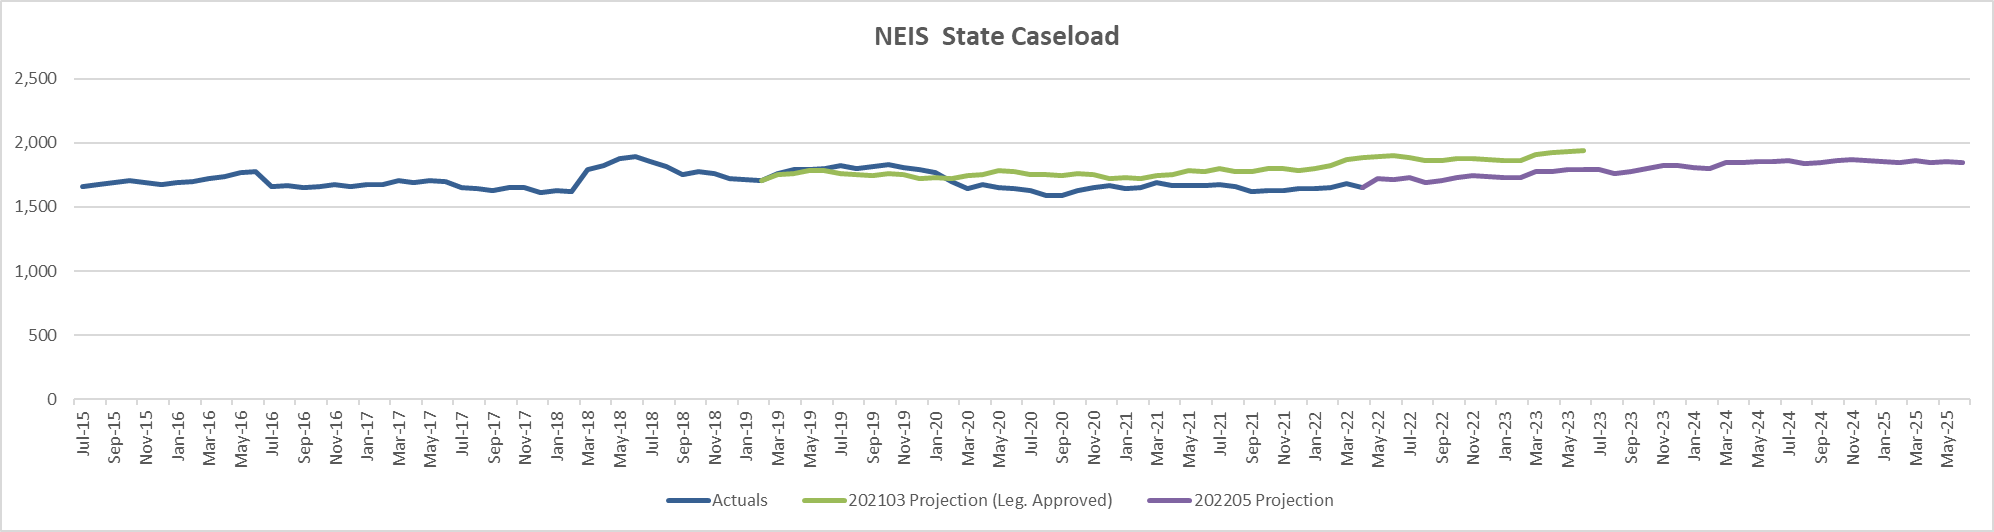 NEIS  State Caseload
2,500
2,000
1,500
1,000
500
0
Jul-15
Sep-15
Nov-15
Jan-16
Mar-16
May-16
Jul-16
Sep-16
Nov-16
Jan-17
Mar-17
May-17
Jul-17
Sep-17
Nov-17
Jan-18
Mar-18
May-18
Jul-18
Sep-18
Nov-18
Jan-19
Mar-19
May-19
Jul-19
Sep-19
Nov-19
Jan-20
Mar-20
May-20
Jul-20
Sep-20
Nov-20
Jan-21
Mar-21
May-21
Jul-21
Sep-21
Nov-21
Jan-22
Mar-22
May-22
Jul-22
Sep-22
Nov-22
Jan-23
Mar-23
May-23
Jul-23
Sep-23
Nov-23
Jan-24
Mar-24
May-24
Jul-24
Sep-24
Nov-24
Jan-25
Mar-25
May-25
Actuals
202103 Projection (Leg. Approved)
202205 Projection